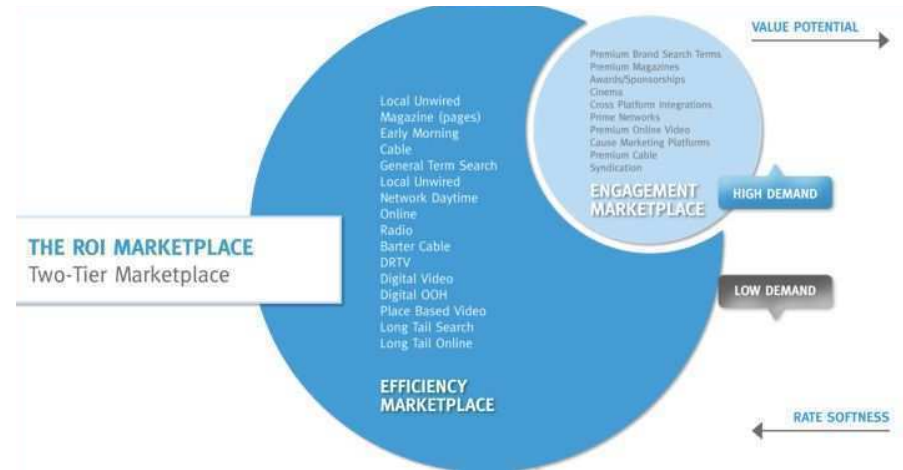 VALUE POTENTIAL
Premium Brand Search Terms
Premium Magazines
Awards/Sponsorships
Cinema
Cross Platform Integrations
Prime Networks
Premium Online Video
Cause Marketing Platforms
Premium Cable
Syndication
ENGAGEMENT
MARKETPLACE
HIGH DEMAND
Local Unwired
Magazine (pages)
Early Morning
Cable
General Term Search
Local Unwired
Network Daytime
Online
Radio
Barter Cable
DRTV
Digital Video
Digital OOH
Place Based Video
Long Tail Search
Long Tail Online
EFFICIENCY
MARKETPLACE
THE ROI MARKETPLACE
Two-Tier Marketplace
LOW DEMAND
RATE SOFTNESS